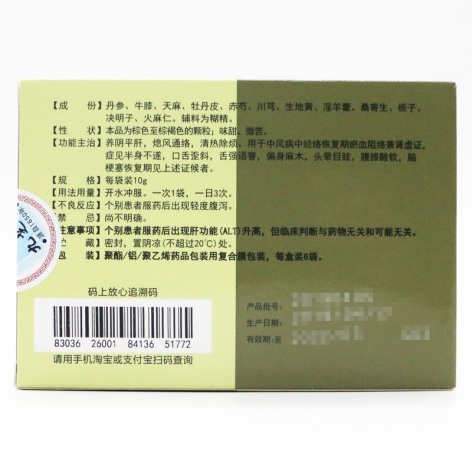 【成 份】丹参、牛膝、天麻、牡丹皮、赤芍、川芎、生地黄、淫羊藿、桑寄生、栀子、
决明子、火麻仁。辅料为糊精。
【性 状】本品为棕色至棕褐色的颗粒；味甜、微苦。
【功能主治】养阴平肝，熄风通络，清热除烦。用于中风病中经络恢复期瘀血阻络兼肾虚证，
症见半身不遂，口舌歪斜，舌强语謇，偏身麻木，头晕目眩，腰膝酸软，脑
梗塞恢复期见上述证候者。
【规 格】每袋装10g
【用法用量】开水冲服。一次1袋，一日3次。
【不良反应】个别患者服药后出现轻度腹泻。
禁 忌】尚不明确。
注意事项】个别患者服药后出现肝功能(ALT)升高，但临床判断与药物无关和可能无关。
藏】密封，置阴凉(不超过20℃)处。
装】聚酯/铝/聚乙烯药品包装用复合膜包装，每盒装6袋。
码上放心追溯码
83036 26001 84136 51772
请用手机淘宝或支付宝扫码查询
产品批号：
生产日期：
有效期：至